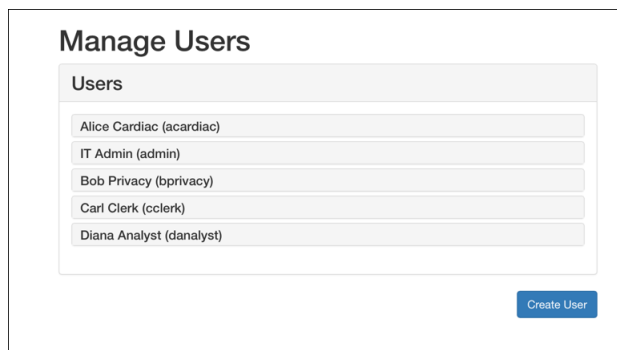 Manage Users
Users
Alice Cardiac (acardiac)
IT Admin (admin)
Bob Privacy (bprivacy)
Carl Clerk (cclerk)
Diana Analyst (danalyst)
Create User